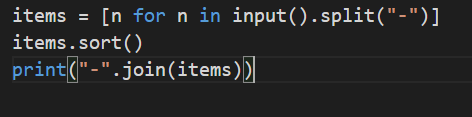 items = [n for n in input().split("-")]
items.sort()
print("-".join(items))